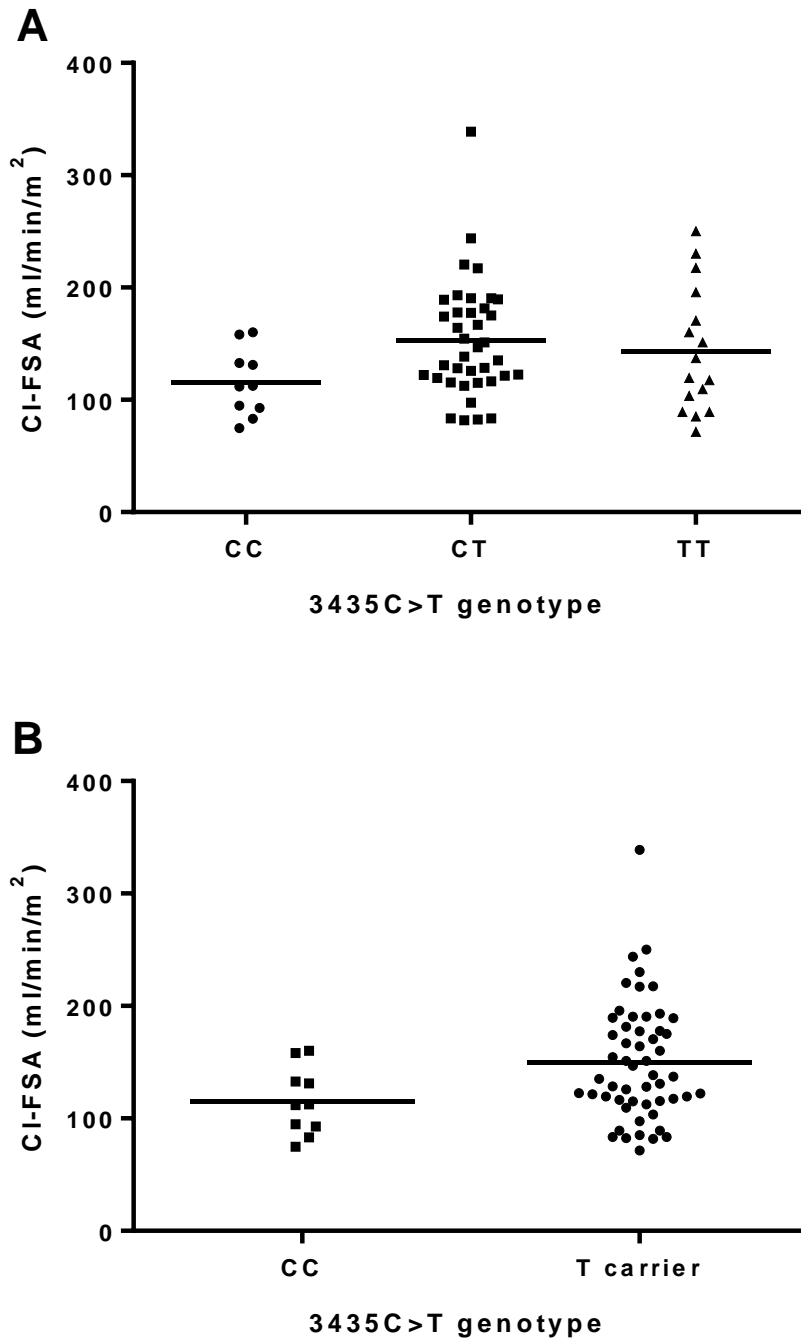 A
400
300
200
100
0
Cl-FSA (ml/min/m²)
CC CT TT
3435C>T genotype
B
400
300
200
100
0
Cl-FSA (ml/min/m²)
CC T carrier
3435C>T genotype